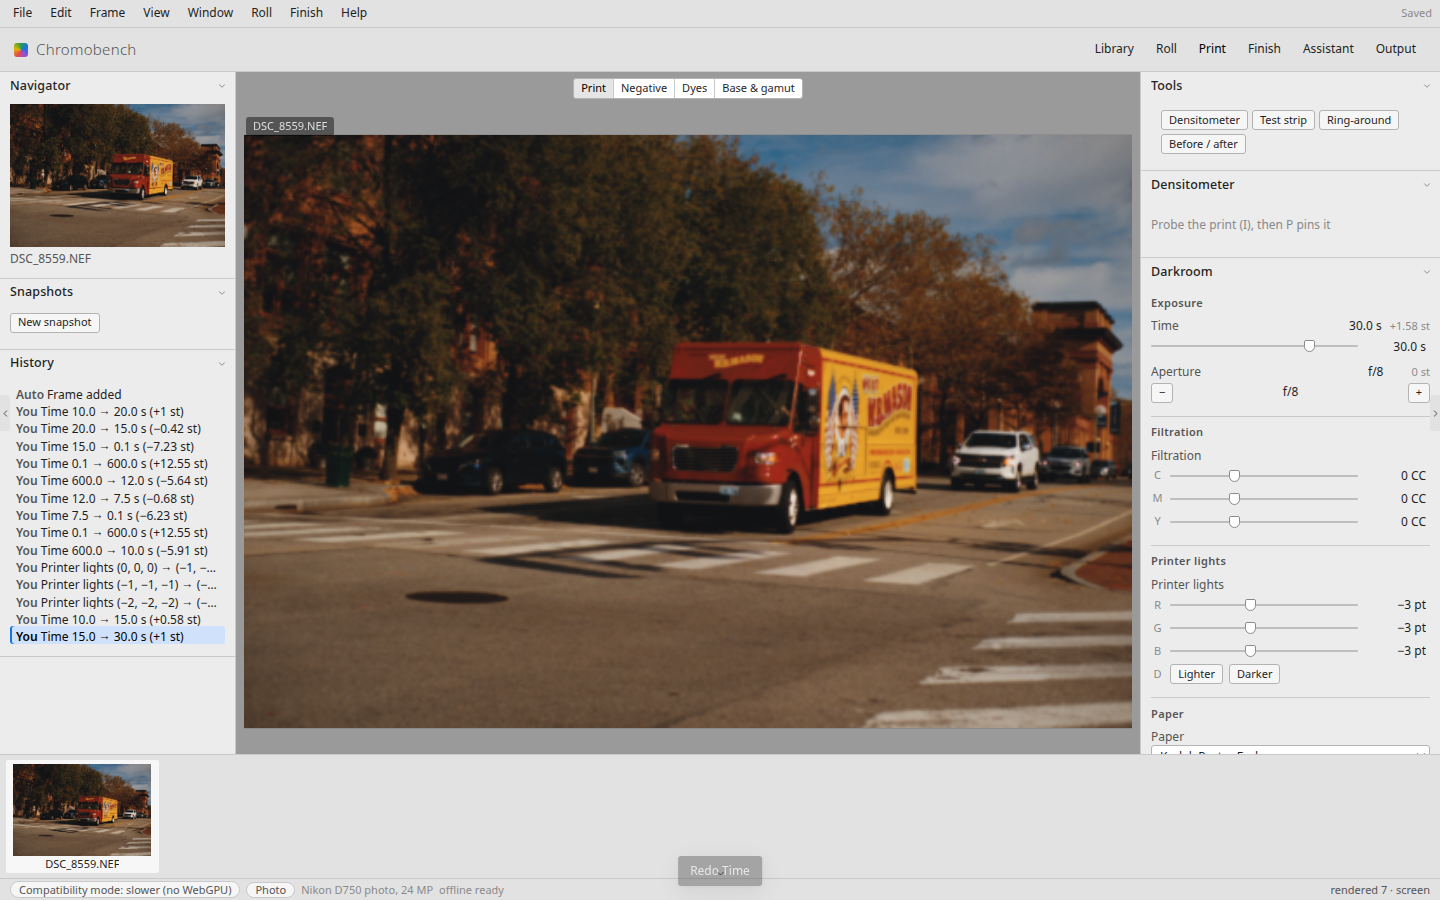 File Edit Frame View Window Roll Finish Help
Saved
Chromobench
Library Roll Print Finish Assistant Output
Navigator
DSC_8559.NEF
Snapshots
New snapshot
History
Auto Frame added
You Time 10.0 → 20.0 s (+1 st)
You Time 20.0 → 15.0 s (−0.42 st)
You Time 15.0 → 0.1 s (−7.23 st)
You Time 0.1 → 600.0 s (+12.55 st)
You Time 600.0 → 12.0 s (−5.64 st)
You Time 12.0 → 7.5 s (−0.68 st)
You Time 7.5 → 0.1 s (−6.23 st)
You Time 0.1 → 600.0 s (+12.55 st)
You Time 600.0 → 10.0 s (−5.91 st)
You Printer lights (0, 0, 0) → (−1, −...
You Printer lights (−1, −1, −1) → (−...
You Printer lights (−2, −2, −2) → (−...
You Time 10.0 → 15.0 s (+0.58 st)
You Time 15.0 → 30.0 s (+1 st)
Print Negative Dyes Base & gamut
DSC_8559.NEF
Tools
Densitometer Test strip Ring-around
Before / after
Densitometer
Probe the print (I), then P pins it
Darkroom
Exposure
Time 30.0 s +1.58 st
30.0 s
Aperture f/8 0 st
− f/8 +
Filtration
Filtration
C 0 CC
M 0 CC
Y 0 CC
Printer lights
Printer lights
R −3 pt
G −3 pt
B −3 pt
D Lighter Darker
Paper
Paper
DSC_8559.NEF
Redo Time
Compatibility mode: slower (no WebGPU) Photo Nikon D750 photo, 24 MP offline ready
rendered 7 · screen